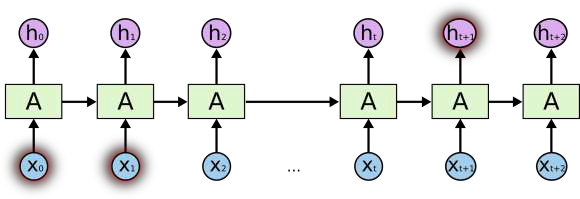 h₀ h₁ h₂ hₜ hₜ₊₁ hₜ₊₂
A A A A A A
x₀ x₁ x₂ ... xₜ xₜ₊₁ xₜ₊₂